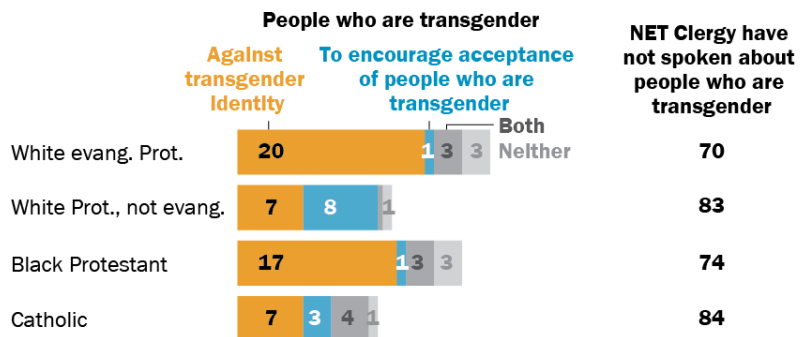 People who are transgender
Against transgender Identity
To encourage acceptance of people who are transgender
NET Clergy have not spoken about people who are transgender
Both
Neither
White evang. Prot. 20 1 3 3 70
White Prot., not evang. 7 8 1 83
Black Protestant 17 1 3 3 74
Catholic 7 3 4 1 84